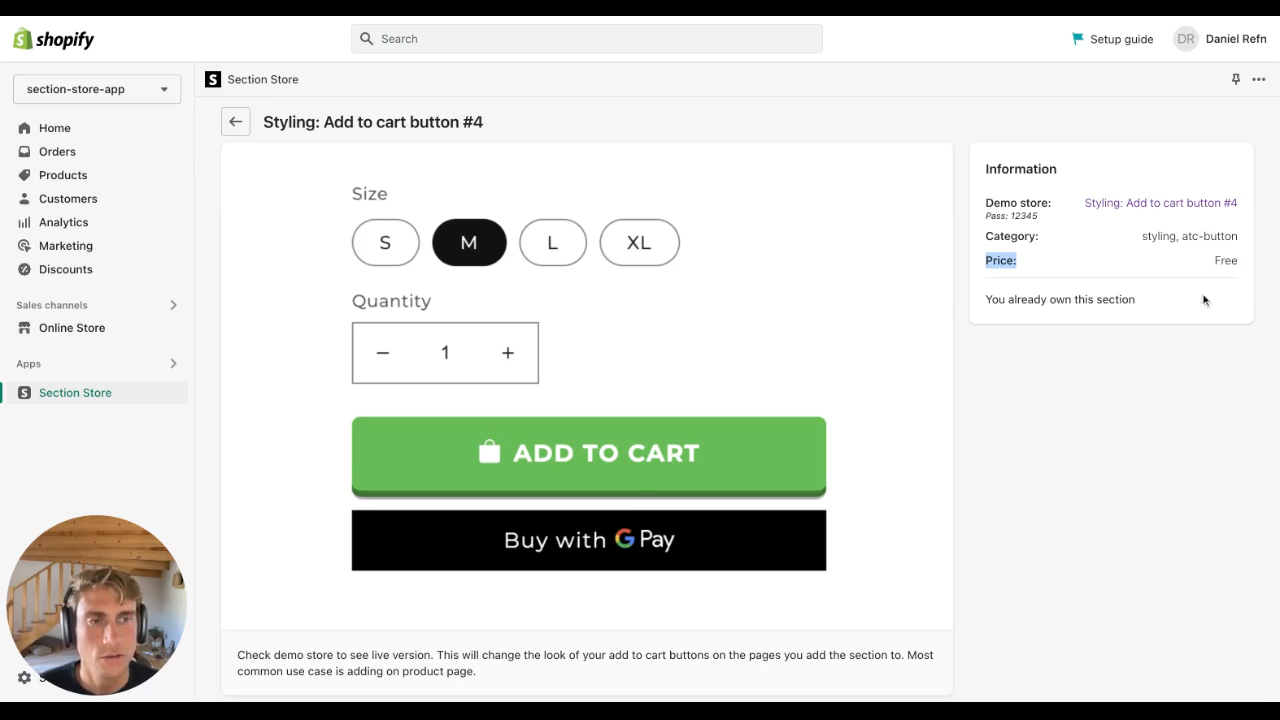 shopify
Search
Setup guide
DR
Daniel Refn
section-store-app
S
Section Store
Home
Orders
Products
Customers
Analytics
Marketing
Discounts
Sales channels
Online Store
Apps
S
Section Store
Styling: Add to cart button #4
Size
S
M
L
XL
Quantity
− 1 +
ADD TO CART
Buy with G Pay
Check demo store to see live version. This will change the look of your add to cart buttons on the pages you add the section to. Most
common use case is adding on product page.
Information
Demo store: Styling: Add to cart button #4
Pass: 12345
Category: styling, atc-button
Price: Free
You already own this section